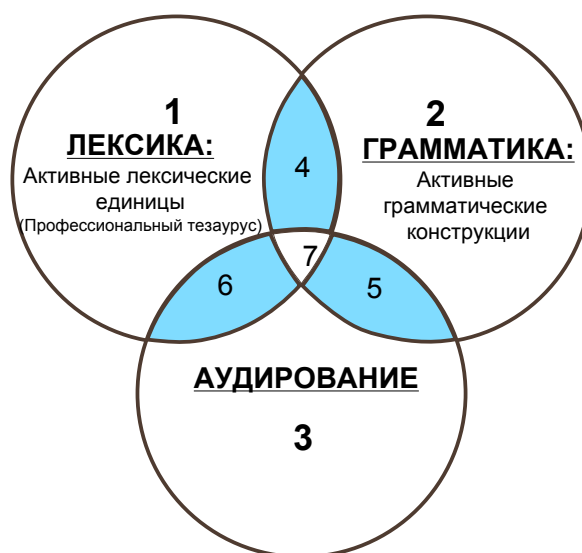 1
ЛЕКСИКА:
Активные лексические
единицы
(Профессиональный тезаурус)
2
ГРАММАТИКА:
Активные
грамматические
конструкции
4
7
6
5
АУДИРОВАНИЕ
3